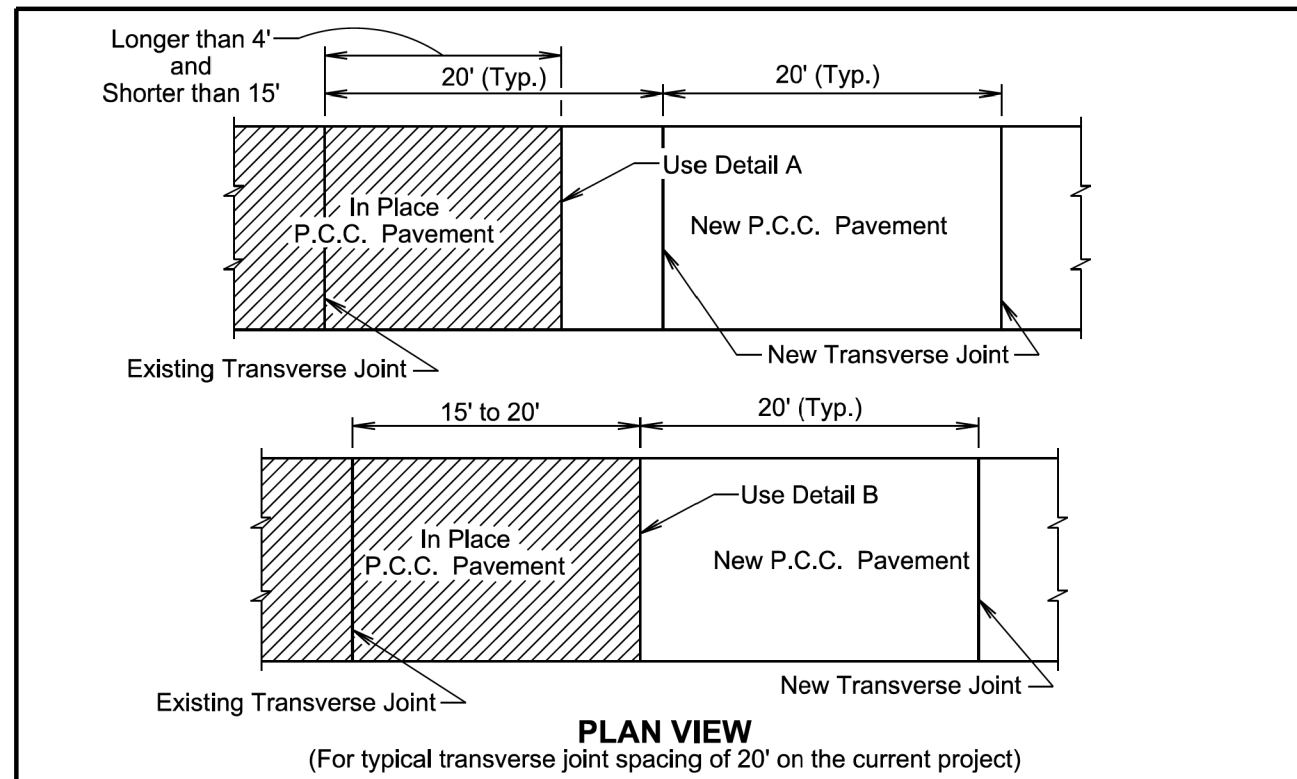 Longer than 4'
and
Shorter than 15'
20' (Typ.)
20' (Typ.)
Use Detail A
In Place
P.C.C. Pavement
New P.C.C. Pavement
Existing Transverse Joint
New Transverse Joint
15' to 20'
20' (Typ.)
Use Detail B
In Place
P.C.C. Pavement
New P.C.C. Pavement
Existing Transverse Joint
New Transverse Joint
PLAN VIEW
(For typical transverse joint spacing of 20' on the current project)